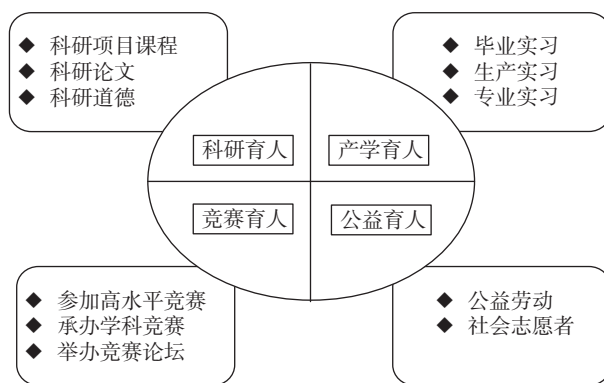 ◆ 科研项目课程
◆ 科研论文
◆ 科研道德
◆ 毕业实习
◆ 生产实习
◆ 专业实习
科研育人
产学育人
竞赛育人
公益育人
◆ 参加高水平竞赛
◆ 承办学科竞赛
◆ 举办竞赛论坛
◆ 公益劳动
◆ 社会志愿者